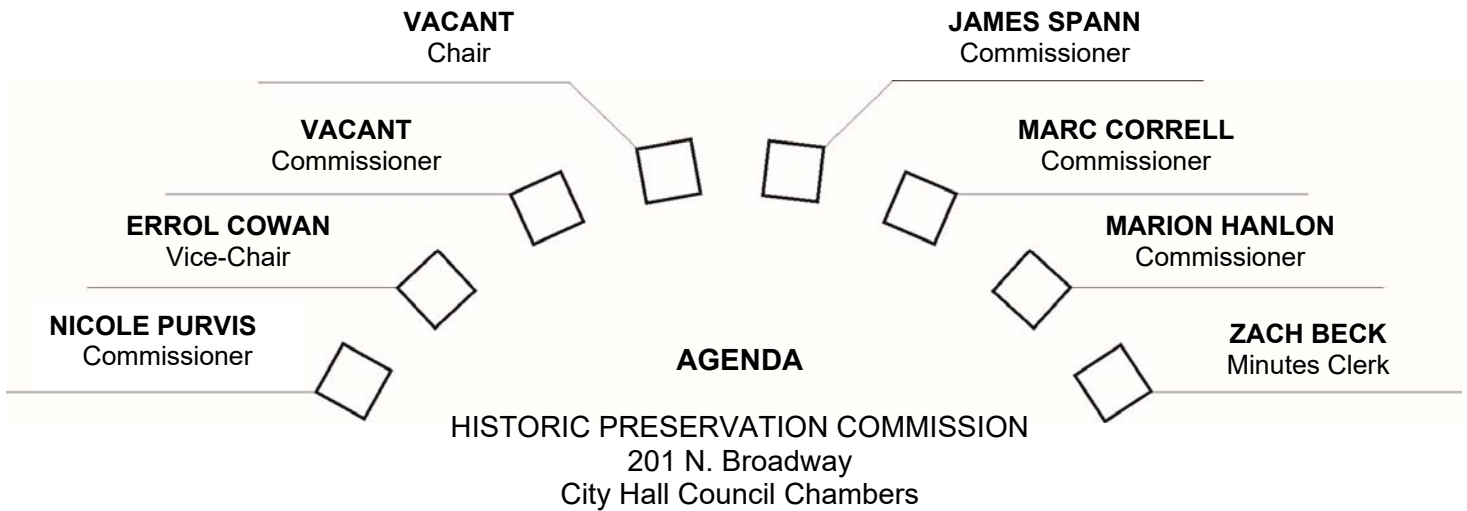 VACANT
Chair
JAMES SPANN
Commissioner
VACANT
Commissioner
MARC CORRELL
Commissioner
ERROL COWAN
Vice-Chair
MARION HANLON
Commissioner
NICOLE PURVIS
Commissioner
ZACH BECK
Minutes Clerk
AGENDA
HISTORIC PRESERVATION COMMISSION
201 N. Broadway
City Hall Council Chambers